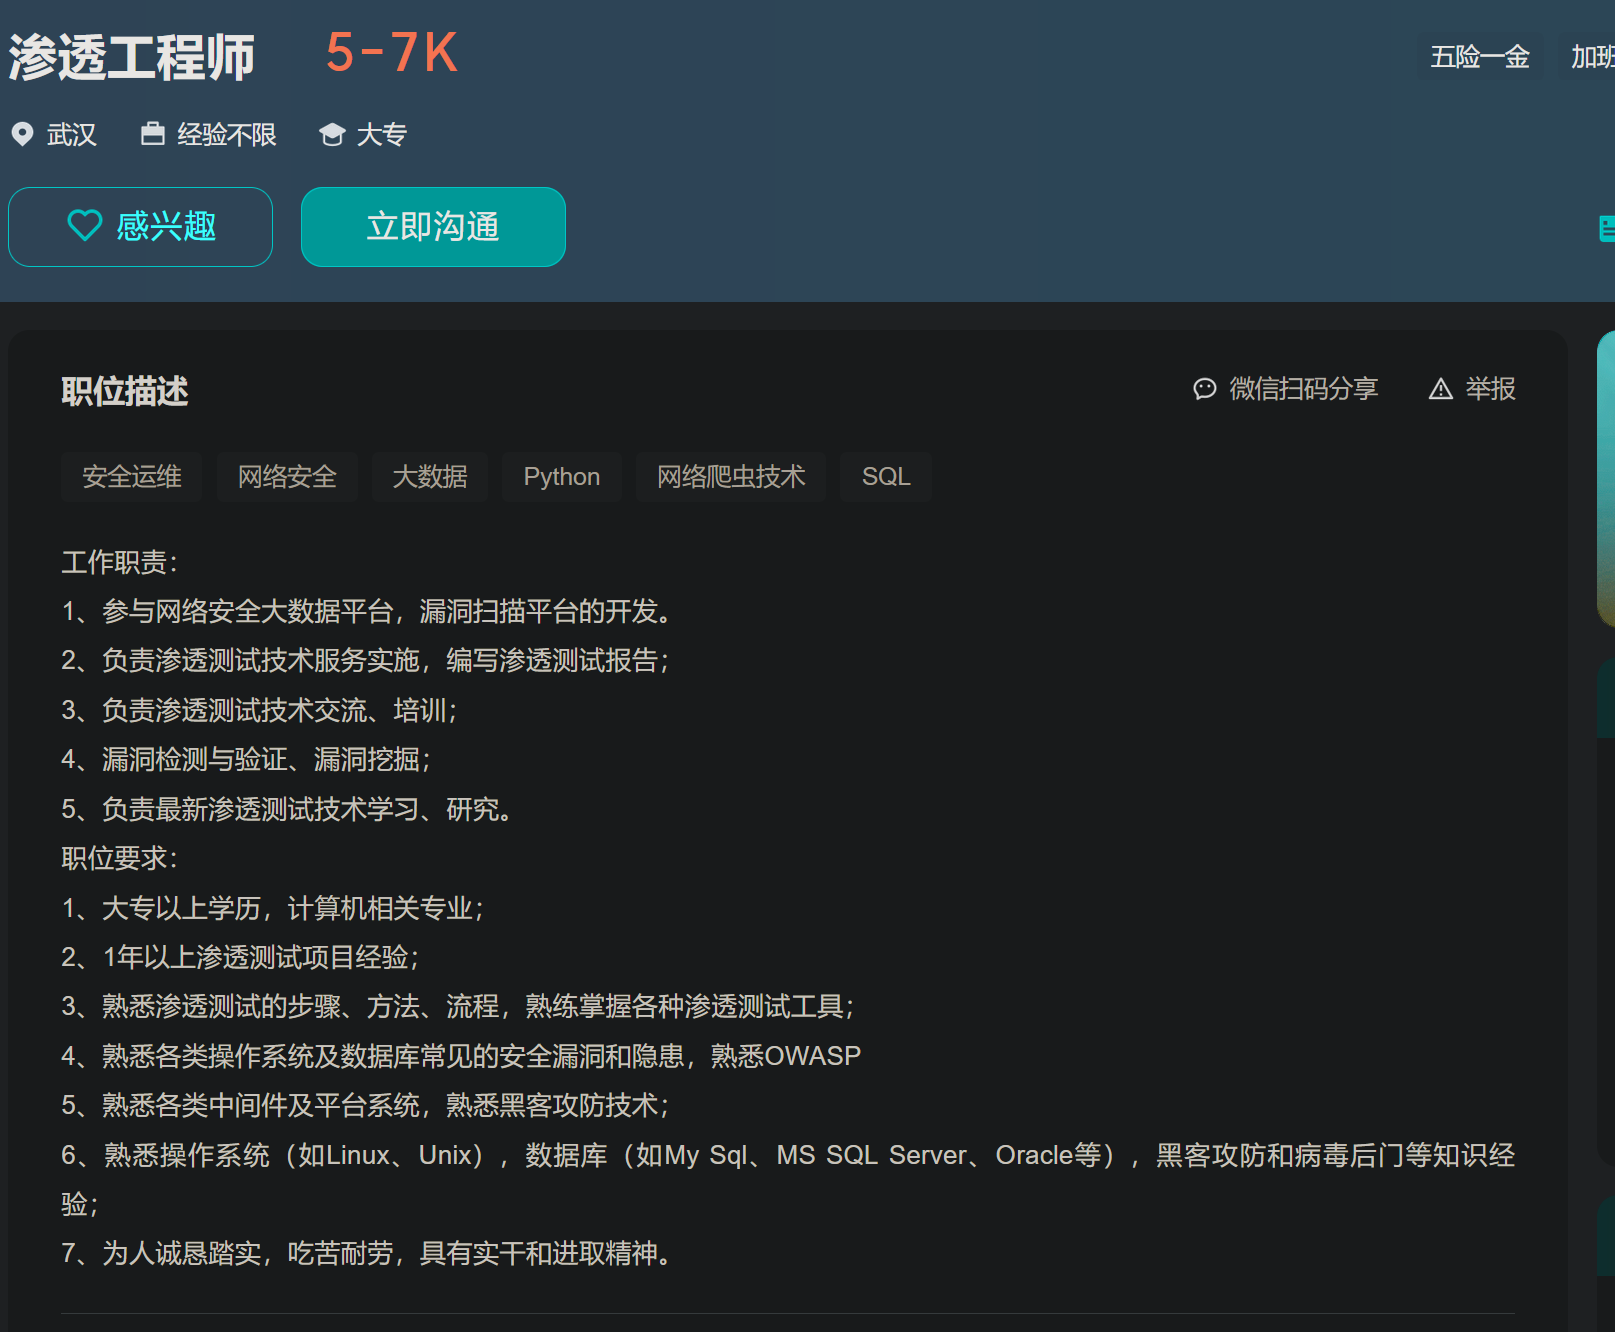 渗透工程师 5-7K
五险一金 加班
武汉 经验不限 大专
感兴趣 立即沟通
职位描述
微信扫码分享 举报
安全运维 网络安全 大数据 Python 网络爬虫技术 SQL
工作职责：
1、参与网络安全大数据平台，漏洞扫描平台的开发。
2、负责渗透测试技术服务实施，编写渗透测试报告；
3、负责渗透测试技术交流、培训；
4、漏洞检测与验证、漏洞挖掘；
5、负责最新渗透测试技术学习、研究。
职位要求：
1、大专以上学历，计算机相关专业；
2、1年以上渗透测试项目经验；
3、熟悉渗透测试的步骤、方法、流程，熟练掌握各种渗透测试工具；
4、熟悉各类操作系统及数据库常见的安全漏洞和隐患，熟悉OWASP
5、熟悉各类中间件及平台系统，熟悉黑客攻防技术；
6、熟悉操作系统（如Linux、Unix），数据库（如My Sql、MS SQL Server、Oracle等），黑客攻防和病毒后门等知识经
验；
7、为人诚恳踏实，吃苦耐劳，具有实干和进取精神。